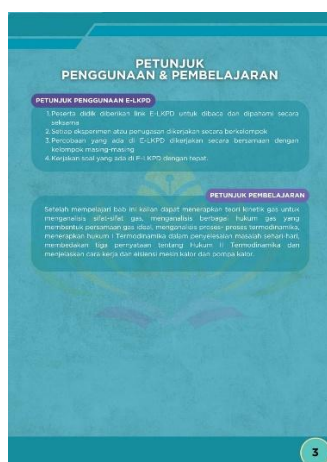 PETUNJUK
PENGGUNAAN & PEMBELAJARAN
PETUNJUK PENGGUNAAN E-LKPD
1. Peserta didik diberikan link E-LKPD untuk dibaca dan dipahami secara
seksama
2. Setiap eksperimen atau penugasan dikerjakan secara berkelompok
3. Percobaan yang ada di E-LKPD dikerjakan secara bersamaan dengan
kelompok masing-masing
4. Kerjakan soal yang ada di E-LKPD dengan tepat.
PETUNJUK PEMBELAJARAN
Setelah mempelajari bab ini kalian dapat menerapkan teori kinetik gas untuk
menganalisis sifat-sifat gas, menganalisis berbagai hukum gas yang
membentuk persamaan gas ideal, menganalisis proses- proses termodinamika,
menerapkan hukum I Termodinamika dalam penyelesaian masalah sehari-hari,
membedakan tiga pernyataan tentang Hukum II Termodinamika dan
menjelaskan cara kerja dan efisiensi mesin kalor dan pompa kalor.
3